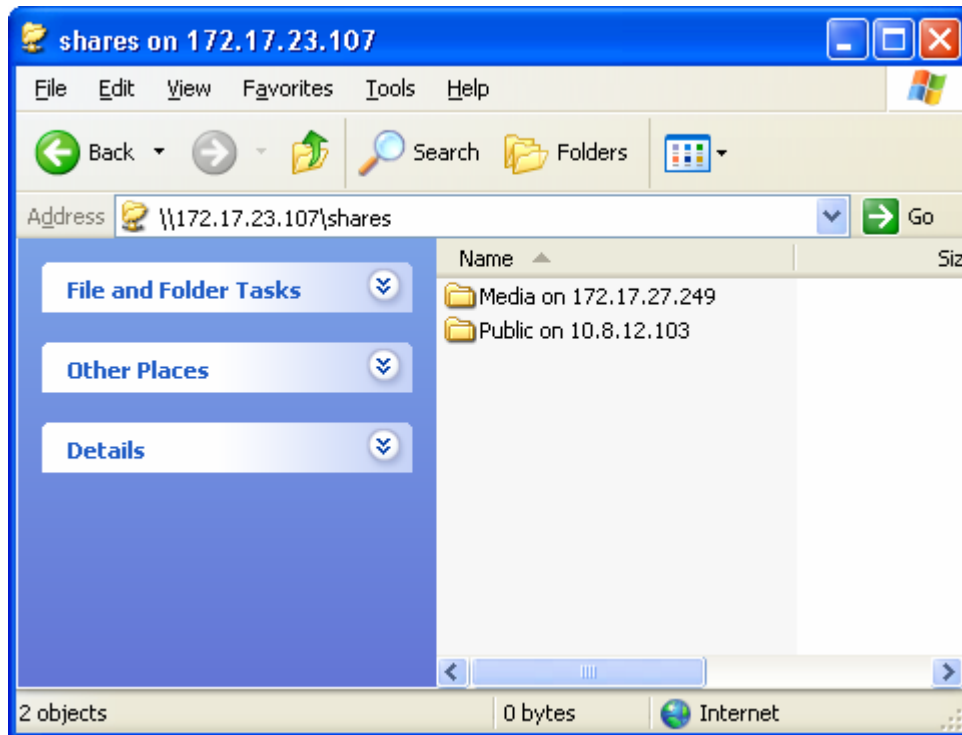 shares on 172.17.23.107
File Edit View Favorites Tools Help
Back Search Folders
Address \\172.17.23.107\shares Go
Name Siz
File and Folder Tasks
Media on 172.17.27.249
Public on 10.8.12.103
Other Places
Details
2 objects 0 bytes Internet